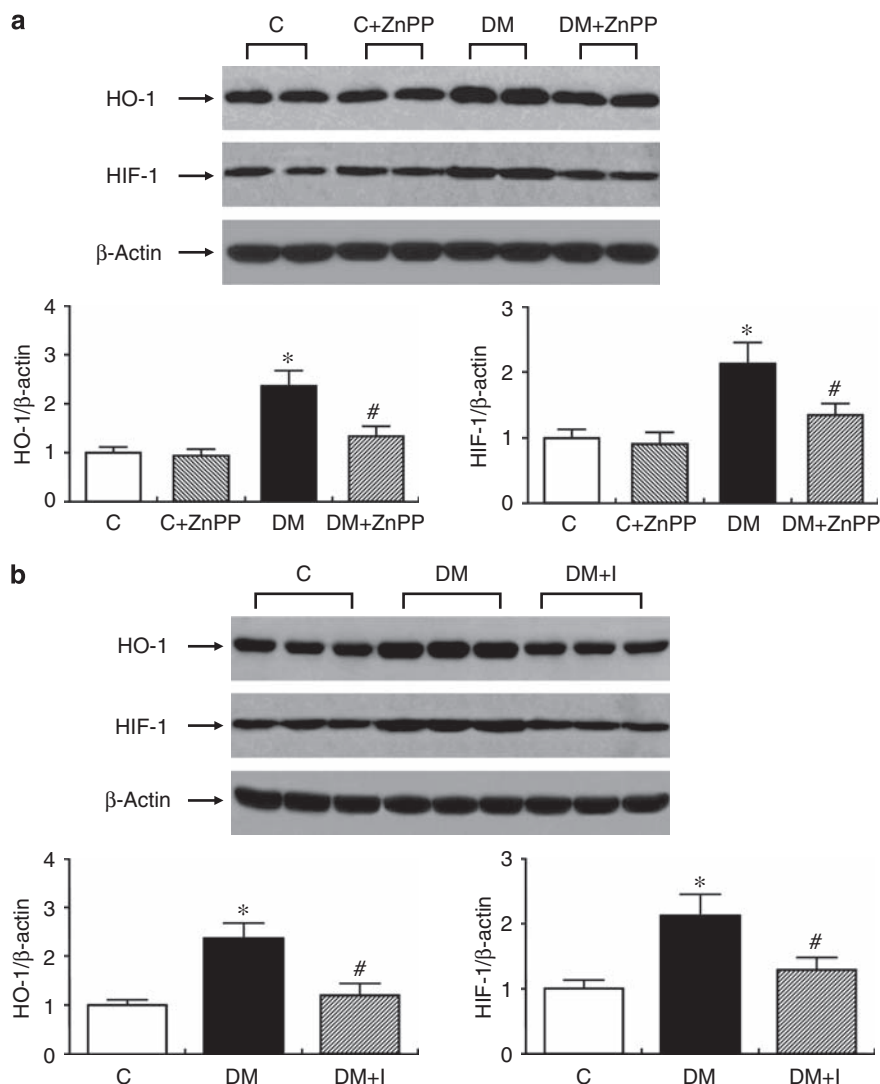 a
C C+ZnPP DM DM+ZnPP
HO-1
HIF-1
β-Actin
HO-1/β-actin
4
3
2
1
0
*
#
C C+ZnPP DM DM+ZnPP
HIF-1/β-actin
3
2
1
0
*
#
C C+ZnPP DM DM+ZnPP
b
C DM DM+I
HO-1
HIF-1
β-Actin
HO-1/β-actin
4
3
2
1
0
*
#
C DM DM+I
HIF-1/β-actin
3
2
1
0
*
#
C DM DM+I